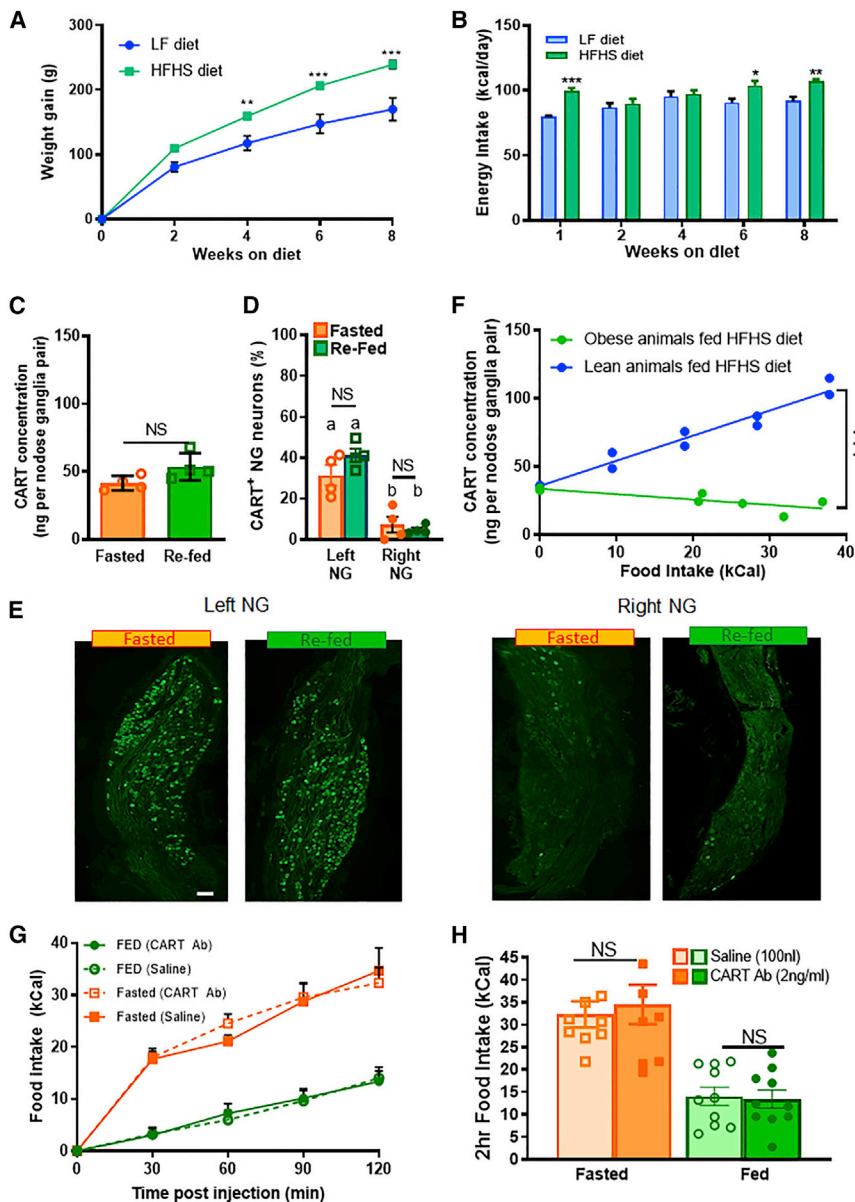 A
LF diet
HFHS diet
Weight gain (g)
300
200
100
0
**
***
***
0 2 4 6 8
Weeks on diet
B
LF diet
HFHS diet
Energy Intake (kcal/day)
150
100
50
0
***
*
**
1 2 4 6 8
Weeks on diet
C
CART concentration
(ng per nodose ganglia pair)
150
100
50
0
NS
Fasted Re-fed
D
Fasted
Re-Fed
CART+ NG neurons (%)
100
80
60
40
20
0
NS
a a
NS
b b
Left
NG
Right
NG
F
Obese animals fed HFHS diet
Lean animals fed HFHS diet
CART concentration
(ng per nodose ganglia pair)
150
100
50
0
0 10 20 30 40
Food Intake (kCal)
E
Left NG
Right NG
Fasted
Re-fed
Fasted
Re-fed
G
FED (CART Ab)
FED (Saline)
Fasted (CART Ab)
Fasted (Saline)
Food Intake (kCal)
40
30
20
10
0
0 30 60 90 120
Time post injection (min)
H
Saline (100nl)
CART Ab (2ng/ml)
2hr Food Intake (kCal)
45
40
35
30
25
20
15
10
5
0
NS
NS
Fasted Fed